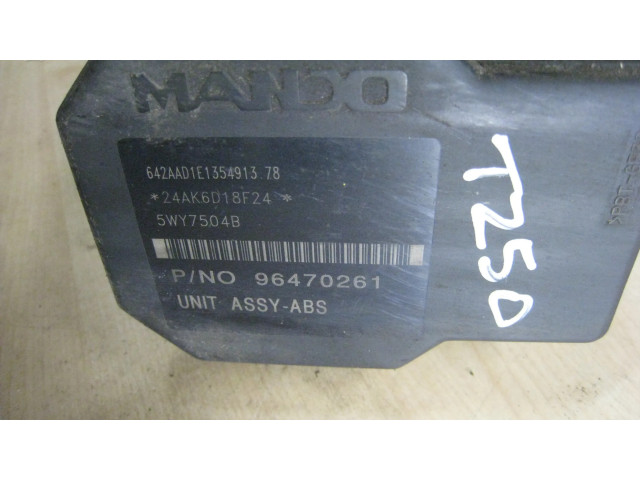 MANDO
642AAD1E1354913 78
*24AK6D18F24 *
5WY7504B
P/NO 96470261
UNIT ASSY-ABS
T250